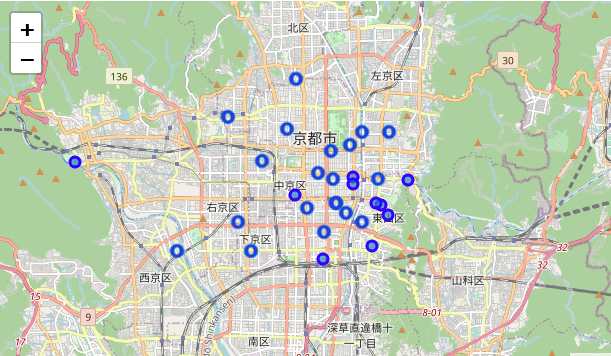 +
−
北区
左京区
30
136
京都市
中京区
右京区
東山区
下京区
西京区
山科区
32
32
15
9
17
南区
do Shinkansen)
8-01
深草直違橋十
一丁目